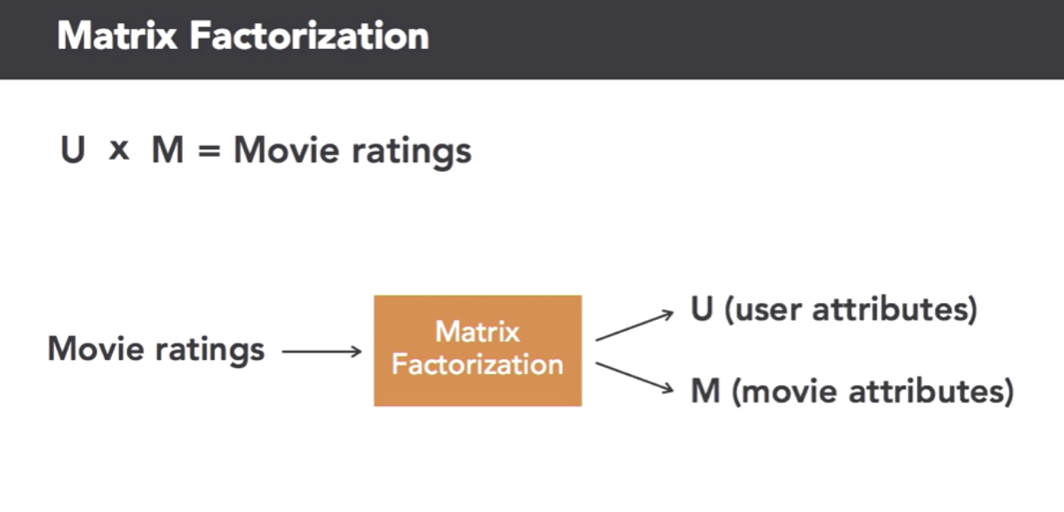 Matrix Factorization
U x M = Movie ratings
Movie ratings
Matrix
Factorization
U (user attributes)
M (movie attributes)